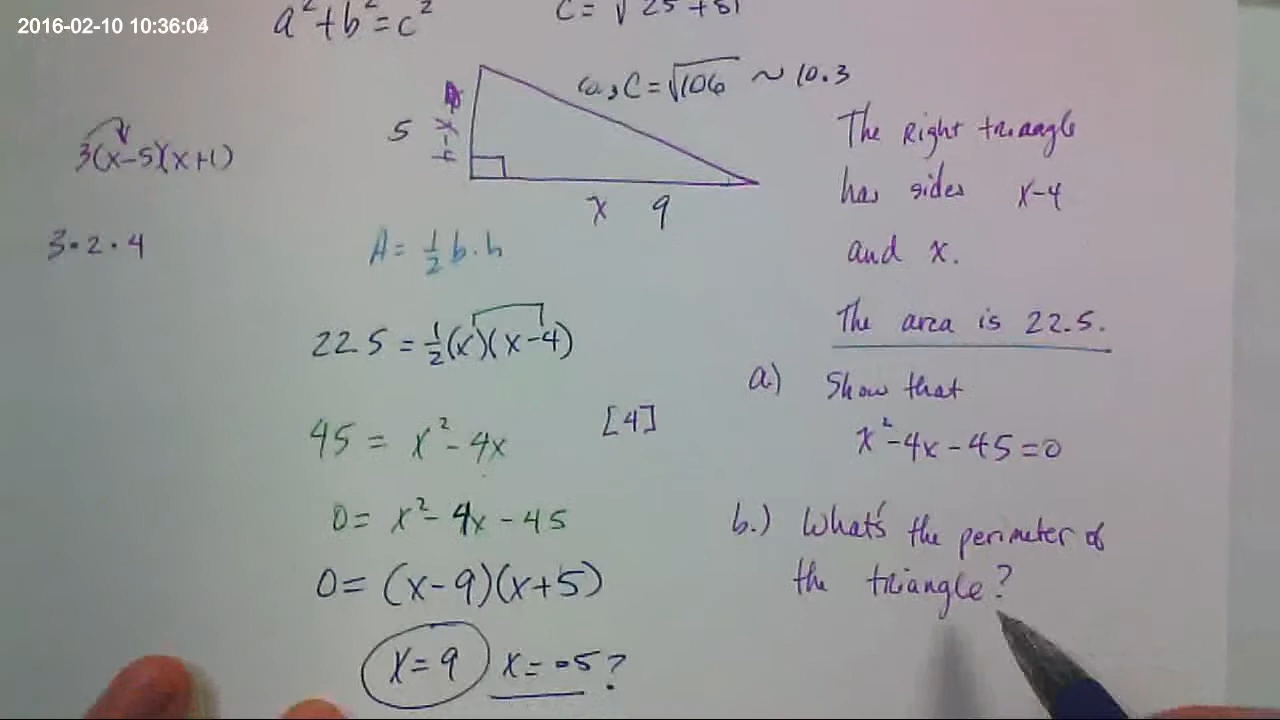 2016-02-10 10:36:04
a²+b²=c²
C = √25+81
C = √106 ~ 10.3
5 x-4
x 9
3(x-5)(x+1)
3·2·4
A = ½ b·h
22.5 = ½(x)(x-4)
45 = x²-4x
[4]
0 = x²-4x-45
0 = (x-9)(x+5)
x=9 x=-5?
The Right triangle
has sides x-4
and x.
The area is 22.5.
a.) Show that
x²-4x-45=0
b.) What's the perimeter of
the triangle?